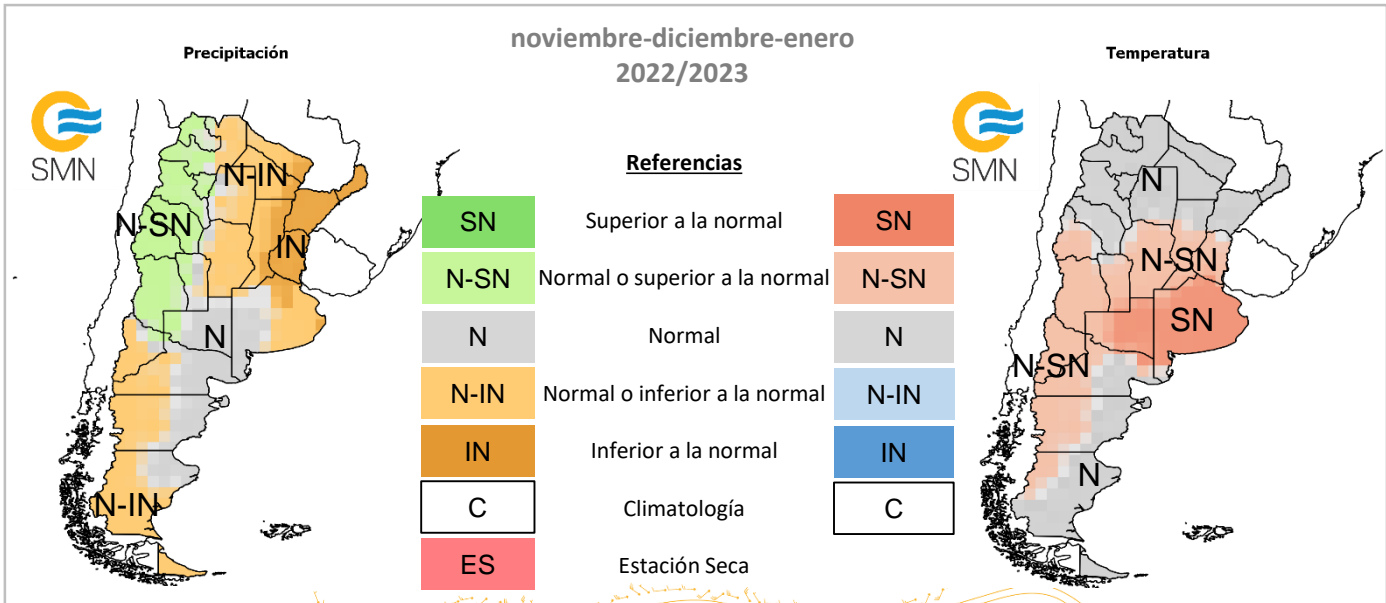 noviembre-diciembre-enero
2022/2023
Precipitación
SMN
N-IN
N-SN
IN
N
N-IN
Referencias
SN Superior a la normal SN
N-SN Normal o superior a la normal N-SN
N Normal N
N-IN Normal o inferior a la normal N-IN
IN Inferior a la normal IN
C Climatología C
ES Estación Seca
Temperatura
SMN
N
N-SN
SN
N-SN
N